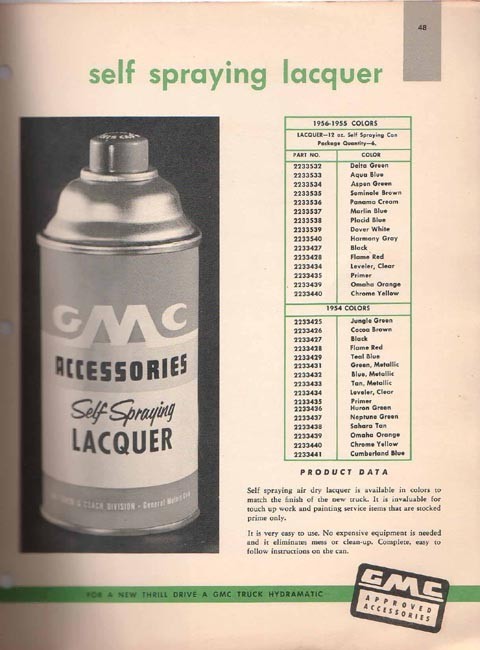 48
self spraying lacquer
1956-1955 COLORS
LACQUER—12 oz. Self Spraying Can
Package Quantity—6.
PART NO. COLOR
2233532 Delta Green
2233533 Aqua Blue
2233534 Aspen Green
2233535 Seminole Brown
2233536 Panama Cream
2233537 Marlin Blue
2233538 Placid Blue
2233539 Dover White
2233540 Harmony Gray
2233427 Black
2233428 Flame Red
2233434 Leveler, Clear
2233435 Primer
2233439 Omaha Orange
2233440 Chrome Yellow
1954 COLORS
2233425 Jungle Green
2233426 Cocoa Brown
2233427 Black
2233428 Flame Red
2233429 Teal Blue
2233431 Green, Metallic
2233432 Blue, Metallic
2233433 Tan, Metallic
2233434 Leveler, Clear
2233435 Primer
2233436 Huron Green
2233437 Neptune Green
2233438 Sahara Tan
2233439 Omaha Orange
2233440 Chrome Yellow
2233441 Cumberland Blue
GMC
ACCESSORIES
Self Spraying
LACQUER
& COACH DIVISION - General Motors
PRODUCT DATA
Self spraying air dry lacquer is available in colors to
match the finish of the new truck. It is invaluable for
touch up work and painting service items that are stocked
prime only.
It is very easy to use. No expensive equipment is needed
and it eliminates mess or clean-up. Complete, easy to
follow instructions on the can.
FOR A NEW THRILL DRIVE A GMC TRUCK HYDRAMATIC
GMC
APPROVED
ACCESSORIES